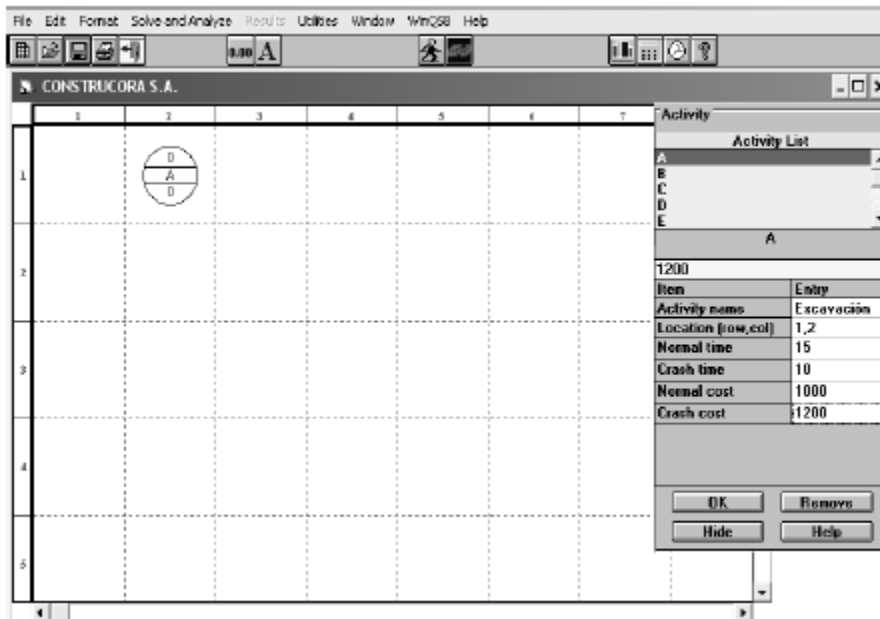 File Edit Format Solve and Analyze Results Utilities Window WinQSB Help
0.00 A
CONSTRUCORA S.A.
1 2 3 4 5 6 7
1
2
3
4
5
D
A
D
Activity
Activity List
A
B
C
D
E
A
1200
Item Entry
Activity name Excavación
Location (row,col) 1,2
Normal time 15
Crash time 10
Normal cost 1000
Crash cost 1200
OK Remove
Hide Help